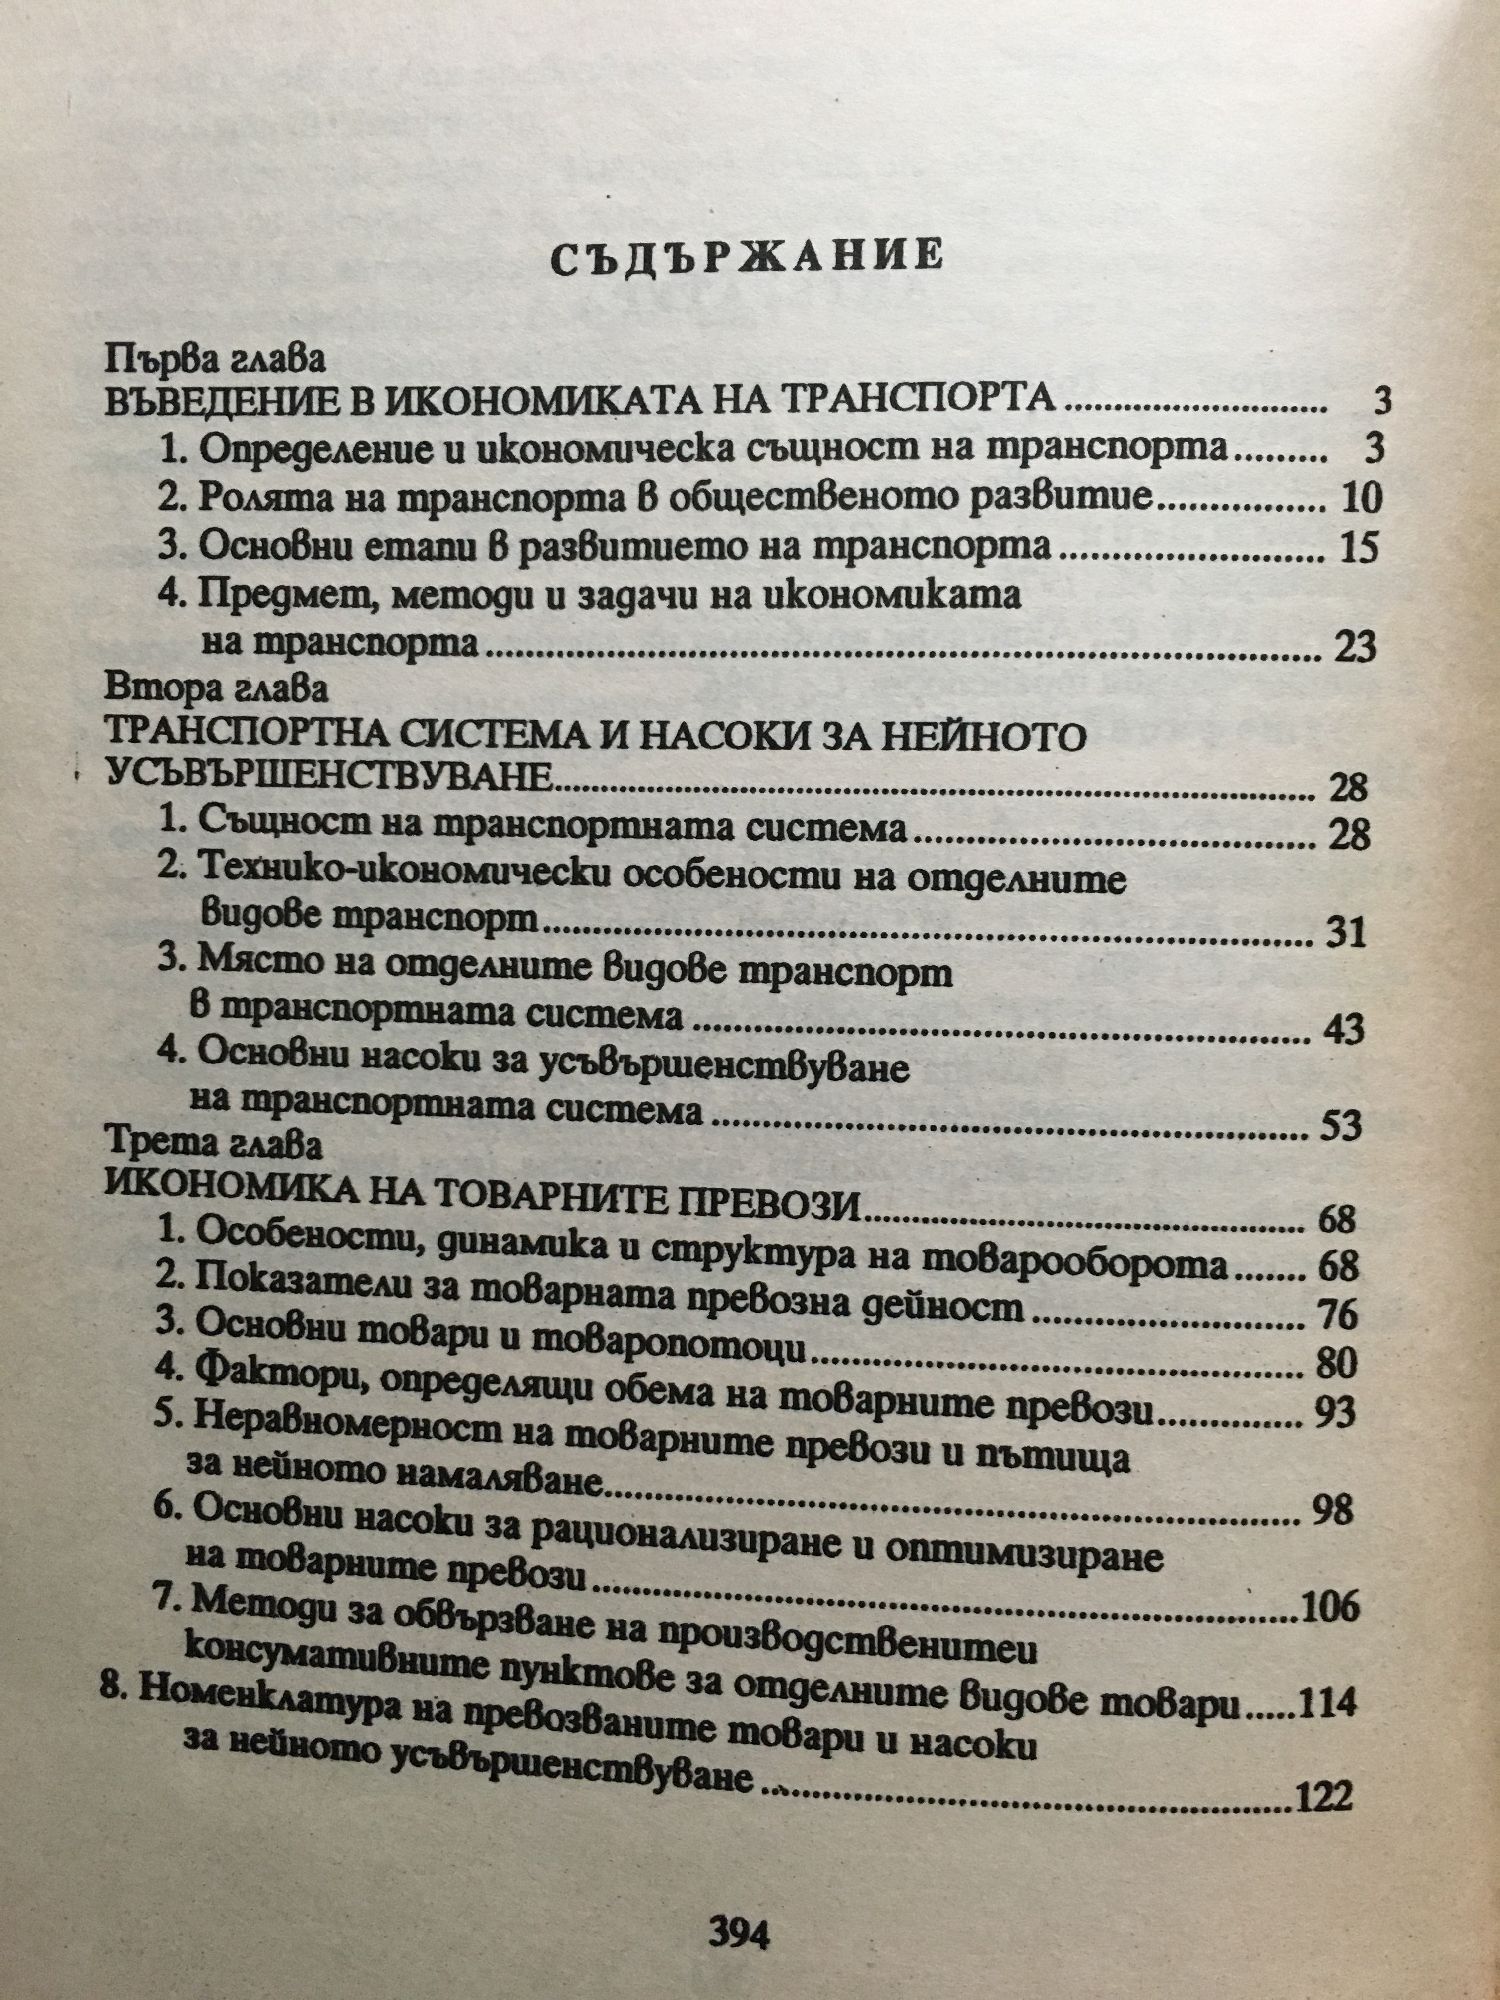 СЪДЪРЖАНИЕ
Първа глава
ВЪВЕДЕНИЕ В ИКОНОМИКАТА НА ТРАНСПОРТА ........................... 3
1. Определение и икономическа същност на транспорта ......... 3
2. Ролята на транспорта в общественото развитие ................. 10
3. Основни етапи в развитието на транспорта ........................... 15
4. Предмет, методи и задачи на икономиката
на транспорта ..................................................................................... 23
Втора глава
ТРАНСПОРТНА СИСТЕМА И НАСОКИ ЗА НЕЙНОТО
УСЪВЪРШЕНСТВУВАНЕ ............................................................................. 28
1. Същност на транспортната система ......................................... 28
2. Технико-икономически особености на отделните
видове транспорт ............................................................................... 31
3. Място на отделните видове транспорт
в транспортната система ................................................................ 43
4. Основни насоки за усъвършенствуване
на транспортната система .............................................................. 53
Трета глава
ИКОНОМИКА НА ТОВАРНИТЕ ПРЕВОЗИ ............................................. 68
1. Особености, динамика и структура на товарооборота ....... 68
2. Показатели за товарната превозна дейност ........................... 76
3. Основни товари и товаропотоци .................................................. 80
4. Фактори, определящи обема на товарните превози .............. 93
5. Неравномерност на товарните превози и пътища
за нейното намаляване ...................................................................... 98
6. Основни насоки за рационализиране и оптимизиране
на товарните превози ....................................................................... 106
7. Методи за обвързване на производственитеи
консумативните пунктове за отделните видове товари ..... 114
8. Номенклатура на превозваните товари и насоки
за нейното усъвършенствуване ..................................................... 122
394